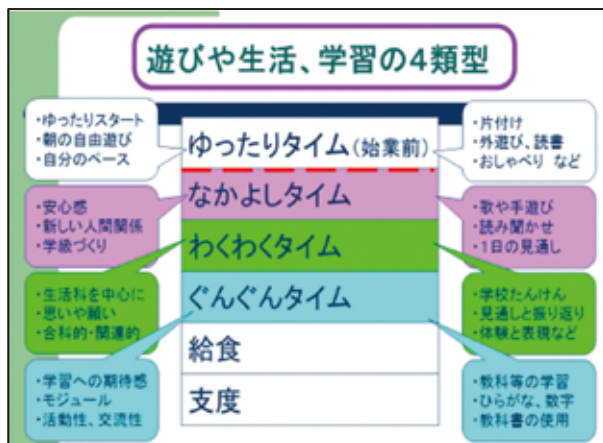 遊びや生活、学習の4類型
・ゆったりスタート
・朝の自由遊び
・自分のペース
ゆったりタイム(始業前)
・片付け
・外遊び、読書
・おしゃべり など
・安心感
・新しい人間関係
・学級づくり
なかよしタイム
・歌や手遊び
・読み聞かせ
・1日の見通し
・生活科を中心に
・思いや願い
・合科的・関連的
わくわくタイム
・学校たんけん
・見通しと振り返り
・体験と表現など
・学習への期待感
・モジュール
・活動性、交流性
ぐんぐんタイム
・教科等の学習
・ひらがな、数字
・教科書の使用
給食
支度